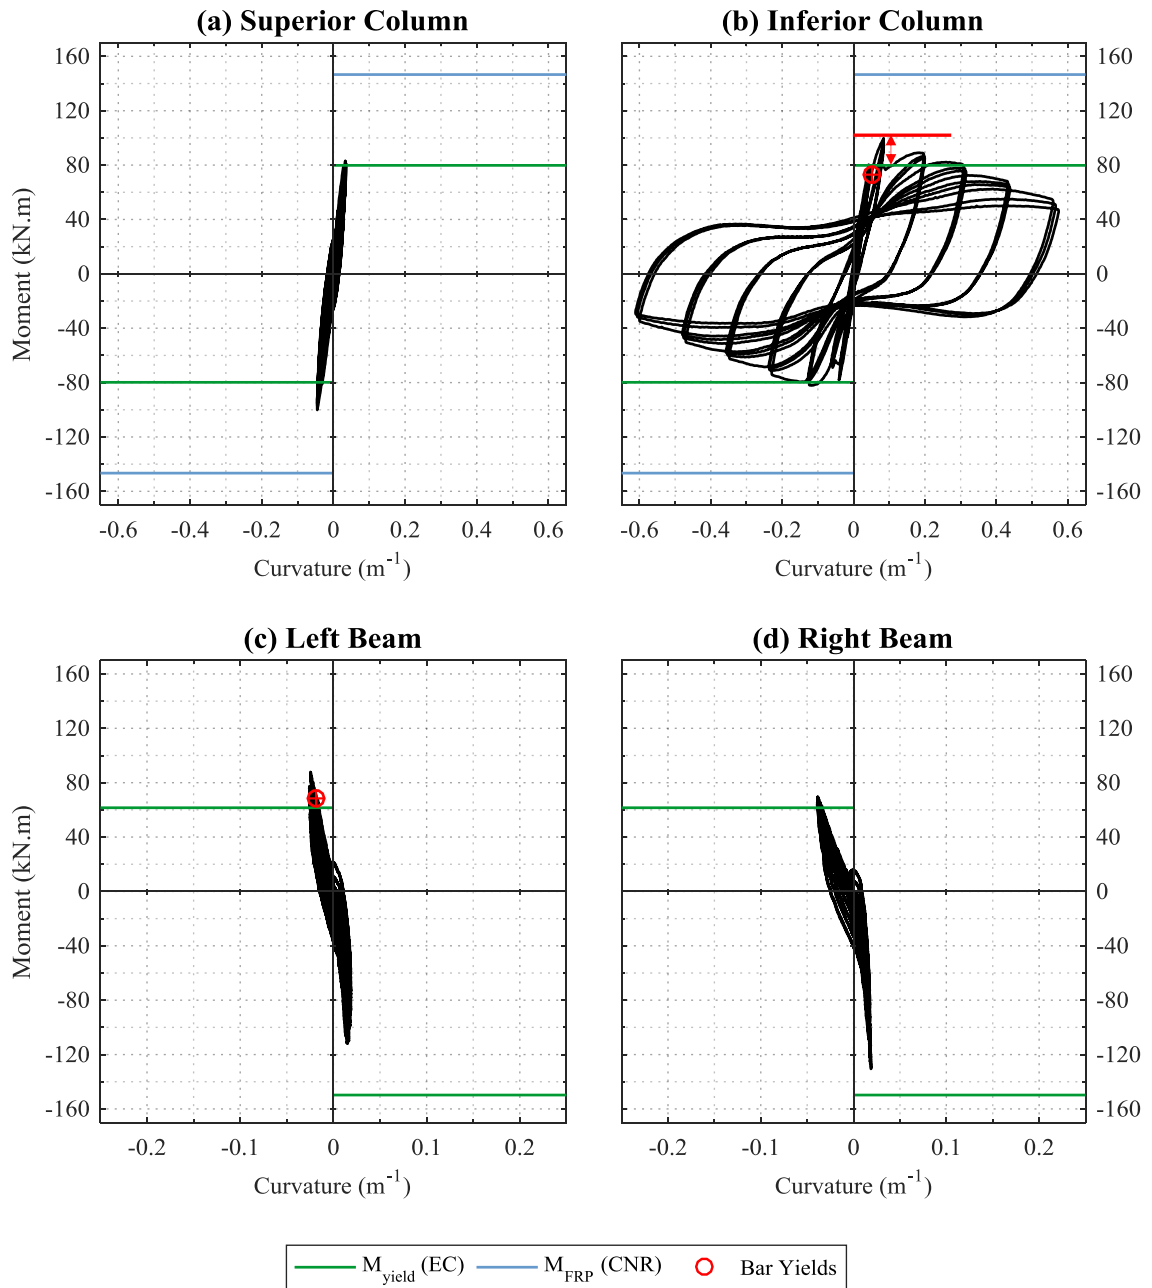 (a) Superior Column
(b) Inferior Column
160
120
80
40
0
-40
-80
-120
-160
Moment (kN.m)
-0.6 -0.4 -0.2 0 0.2 0.4 0.6
Curvature (m⁻¹)
-0.6 -0.4 -0.2 0 0.2 0.4 0.6
Curvature (m⁻¹)
160
120
80
40
0
-40
-80
-120
-160
(c) Left Beam
(d) Right Beam
160
120
80
40
0
-40
-80
-120
-160
Moment (kN.m)
-0.2 -0.1 0 0.1 0.2
Curvature (m⁻¹)
-0.2 -0.1 0 0.1 0.2
Curvature (m⁻¹)
160
120
80
40
0
-40
-80
-120
-160
M_yield (EC) M_FRP (CNR) Bar Yields